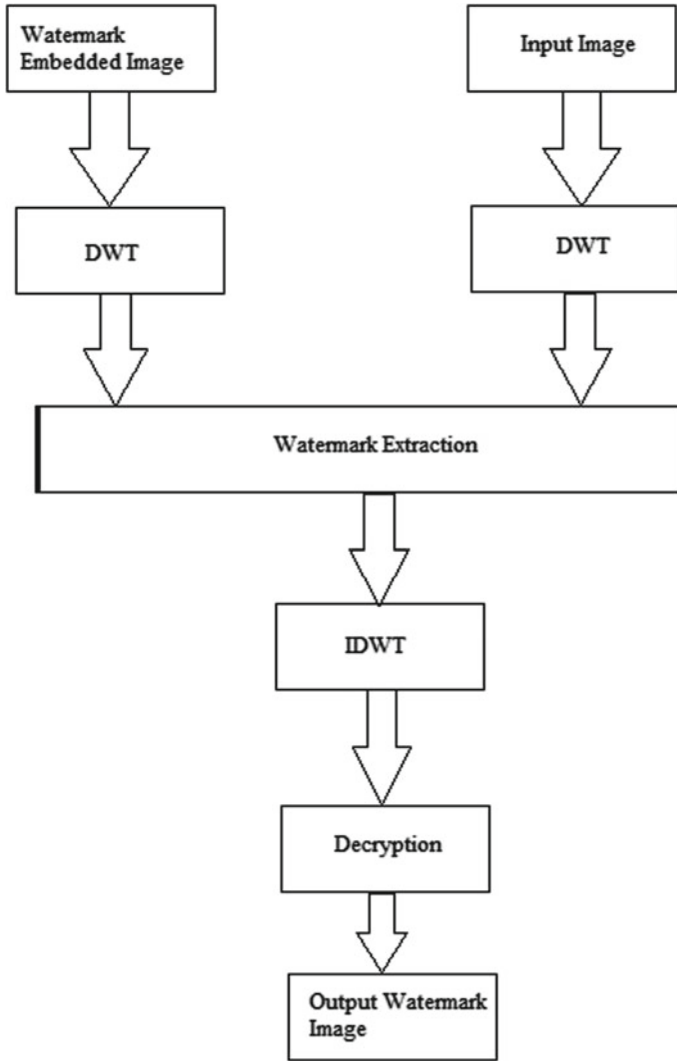 Watermark
Embedded Image
Input Image
DWT
DWT
Watermark Extraction
IDWT
Decryption
Output Watermark
Image